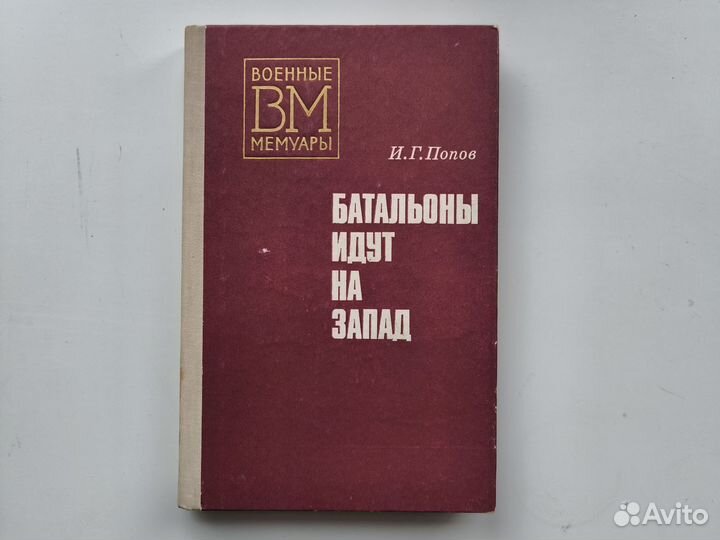 ВОЕННЫЕ
ВМ
МЕМУАРЫ
И.Г.Попов
БАТАЛЬОНЫ
ИДУТ
НА
ЗАПАД
Avito